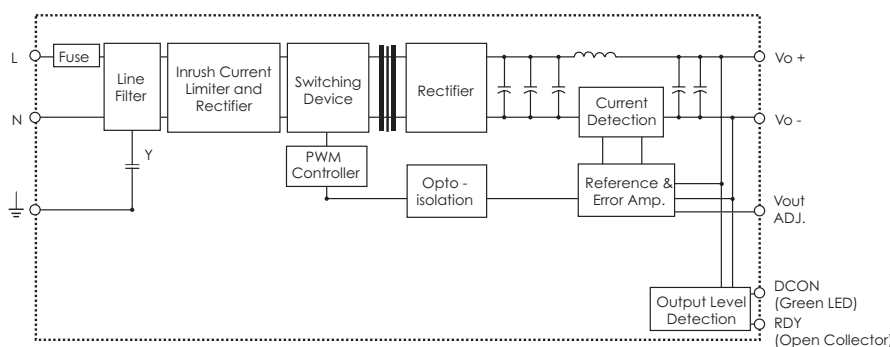 L
Fuse
Line
Filter
Inrush Current
Limiter and
Rectifier
Switching
Device
Rectifier
Vo +
N
Current
Detection
Vo -
Y
PWM
Controller
Opto -
isolation
Reference &
Error Amp.
Vout
ADJ.
Output Level
Detection
DCON
(Green LED)
RDY
(Open Collector)